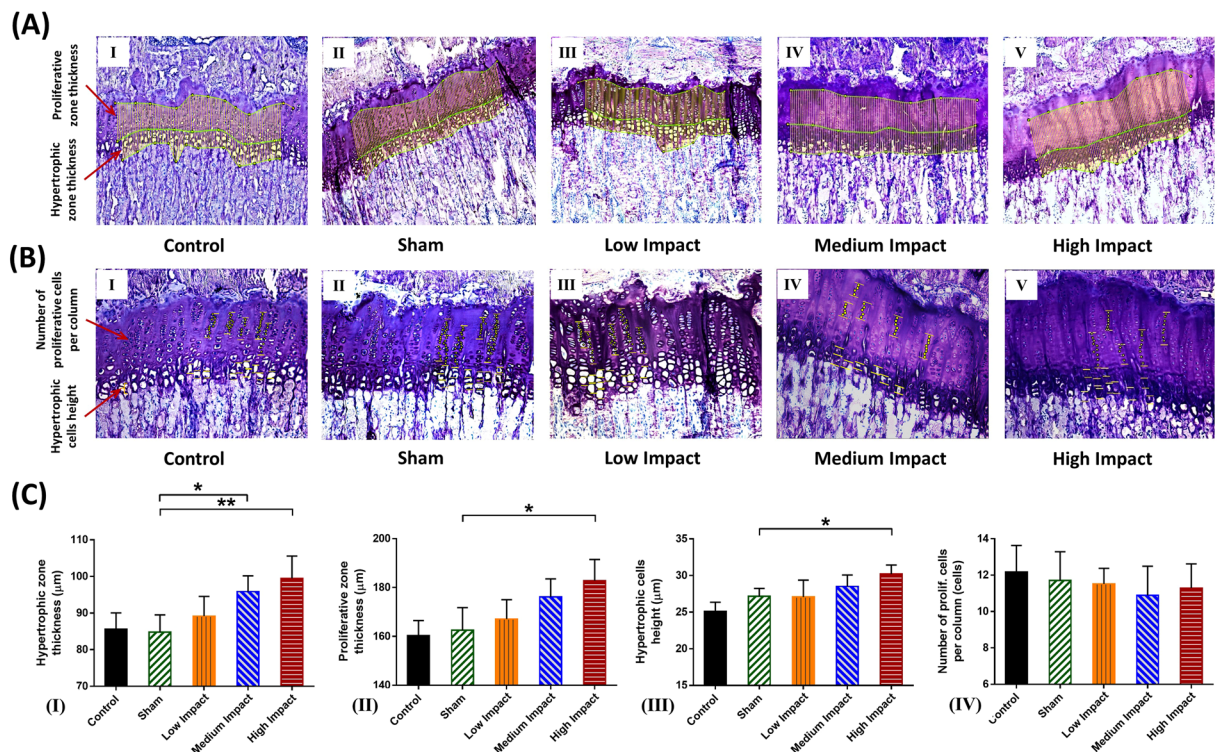 (A)
Proliferative
zone thickness
Hypertrophic
zone thickness
I
II
III
IV
V
Control
Sham
Low Impact
Medium Impact
High Impact
(B)
Number of
proliferative cells
per column
Hypertrophic
cells height
I
II
III
IV
V
Control
Sham
Low Impact
Medium Impact
High Impact
(C)
Hypertrophic zone
thickness (μm)
110
100
90
80
70
*
**
Control
Sham
Low Impact
Medium Impact
High Impact
(I)
Proliferative zone
thickness (μm)
200
180
160
140
*
Control
Sham
Low Impact
Medium Impact
High Impact
(II)
Hypertrophic cells
height (μm)
35
30
25
20
15
*
Control
Sham
Low Impact
Medium Impact
High Impact
(III)
Number of prolif. cells
per column (cells)
14
12
10
8
6
Control
Sham
Low Impact
Medium Impact
High Impact
(IV)